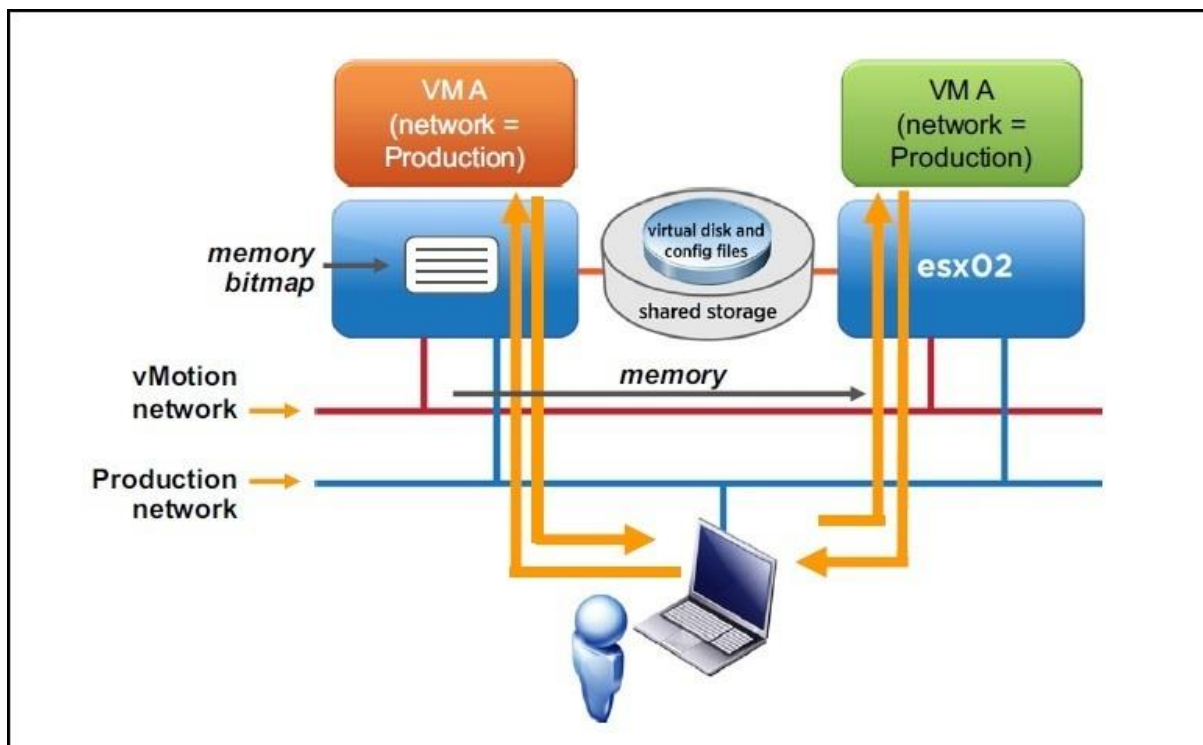 VM A
(network =
Production)
VM A
(network =
Production)
memory
bitmap
virtual disk and
config files
shared storage
esx02
vMotion
network
memory
Production
network